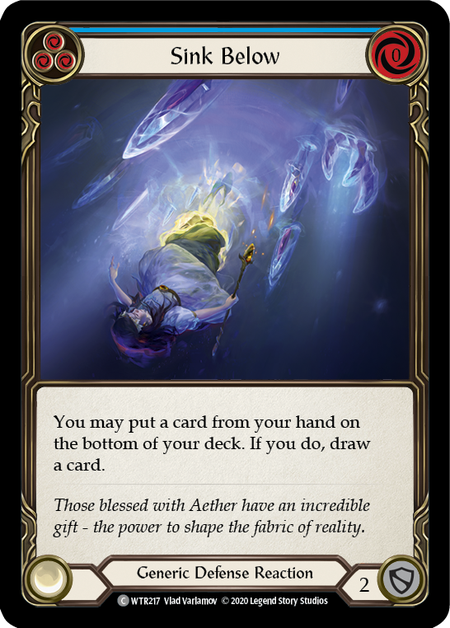 Sink Below
0
You may put a card from your hand on
the bottom of your deck. If you do, draw
a card.
Those blessed with Aether have an incredible
gift - the power to shape the fabric of reality.
Generic Defense Reaction
2
C WTR217 Vlad Varlamov © 2020 Legend Story Studios